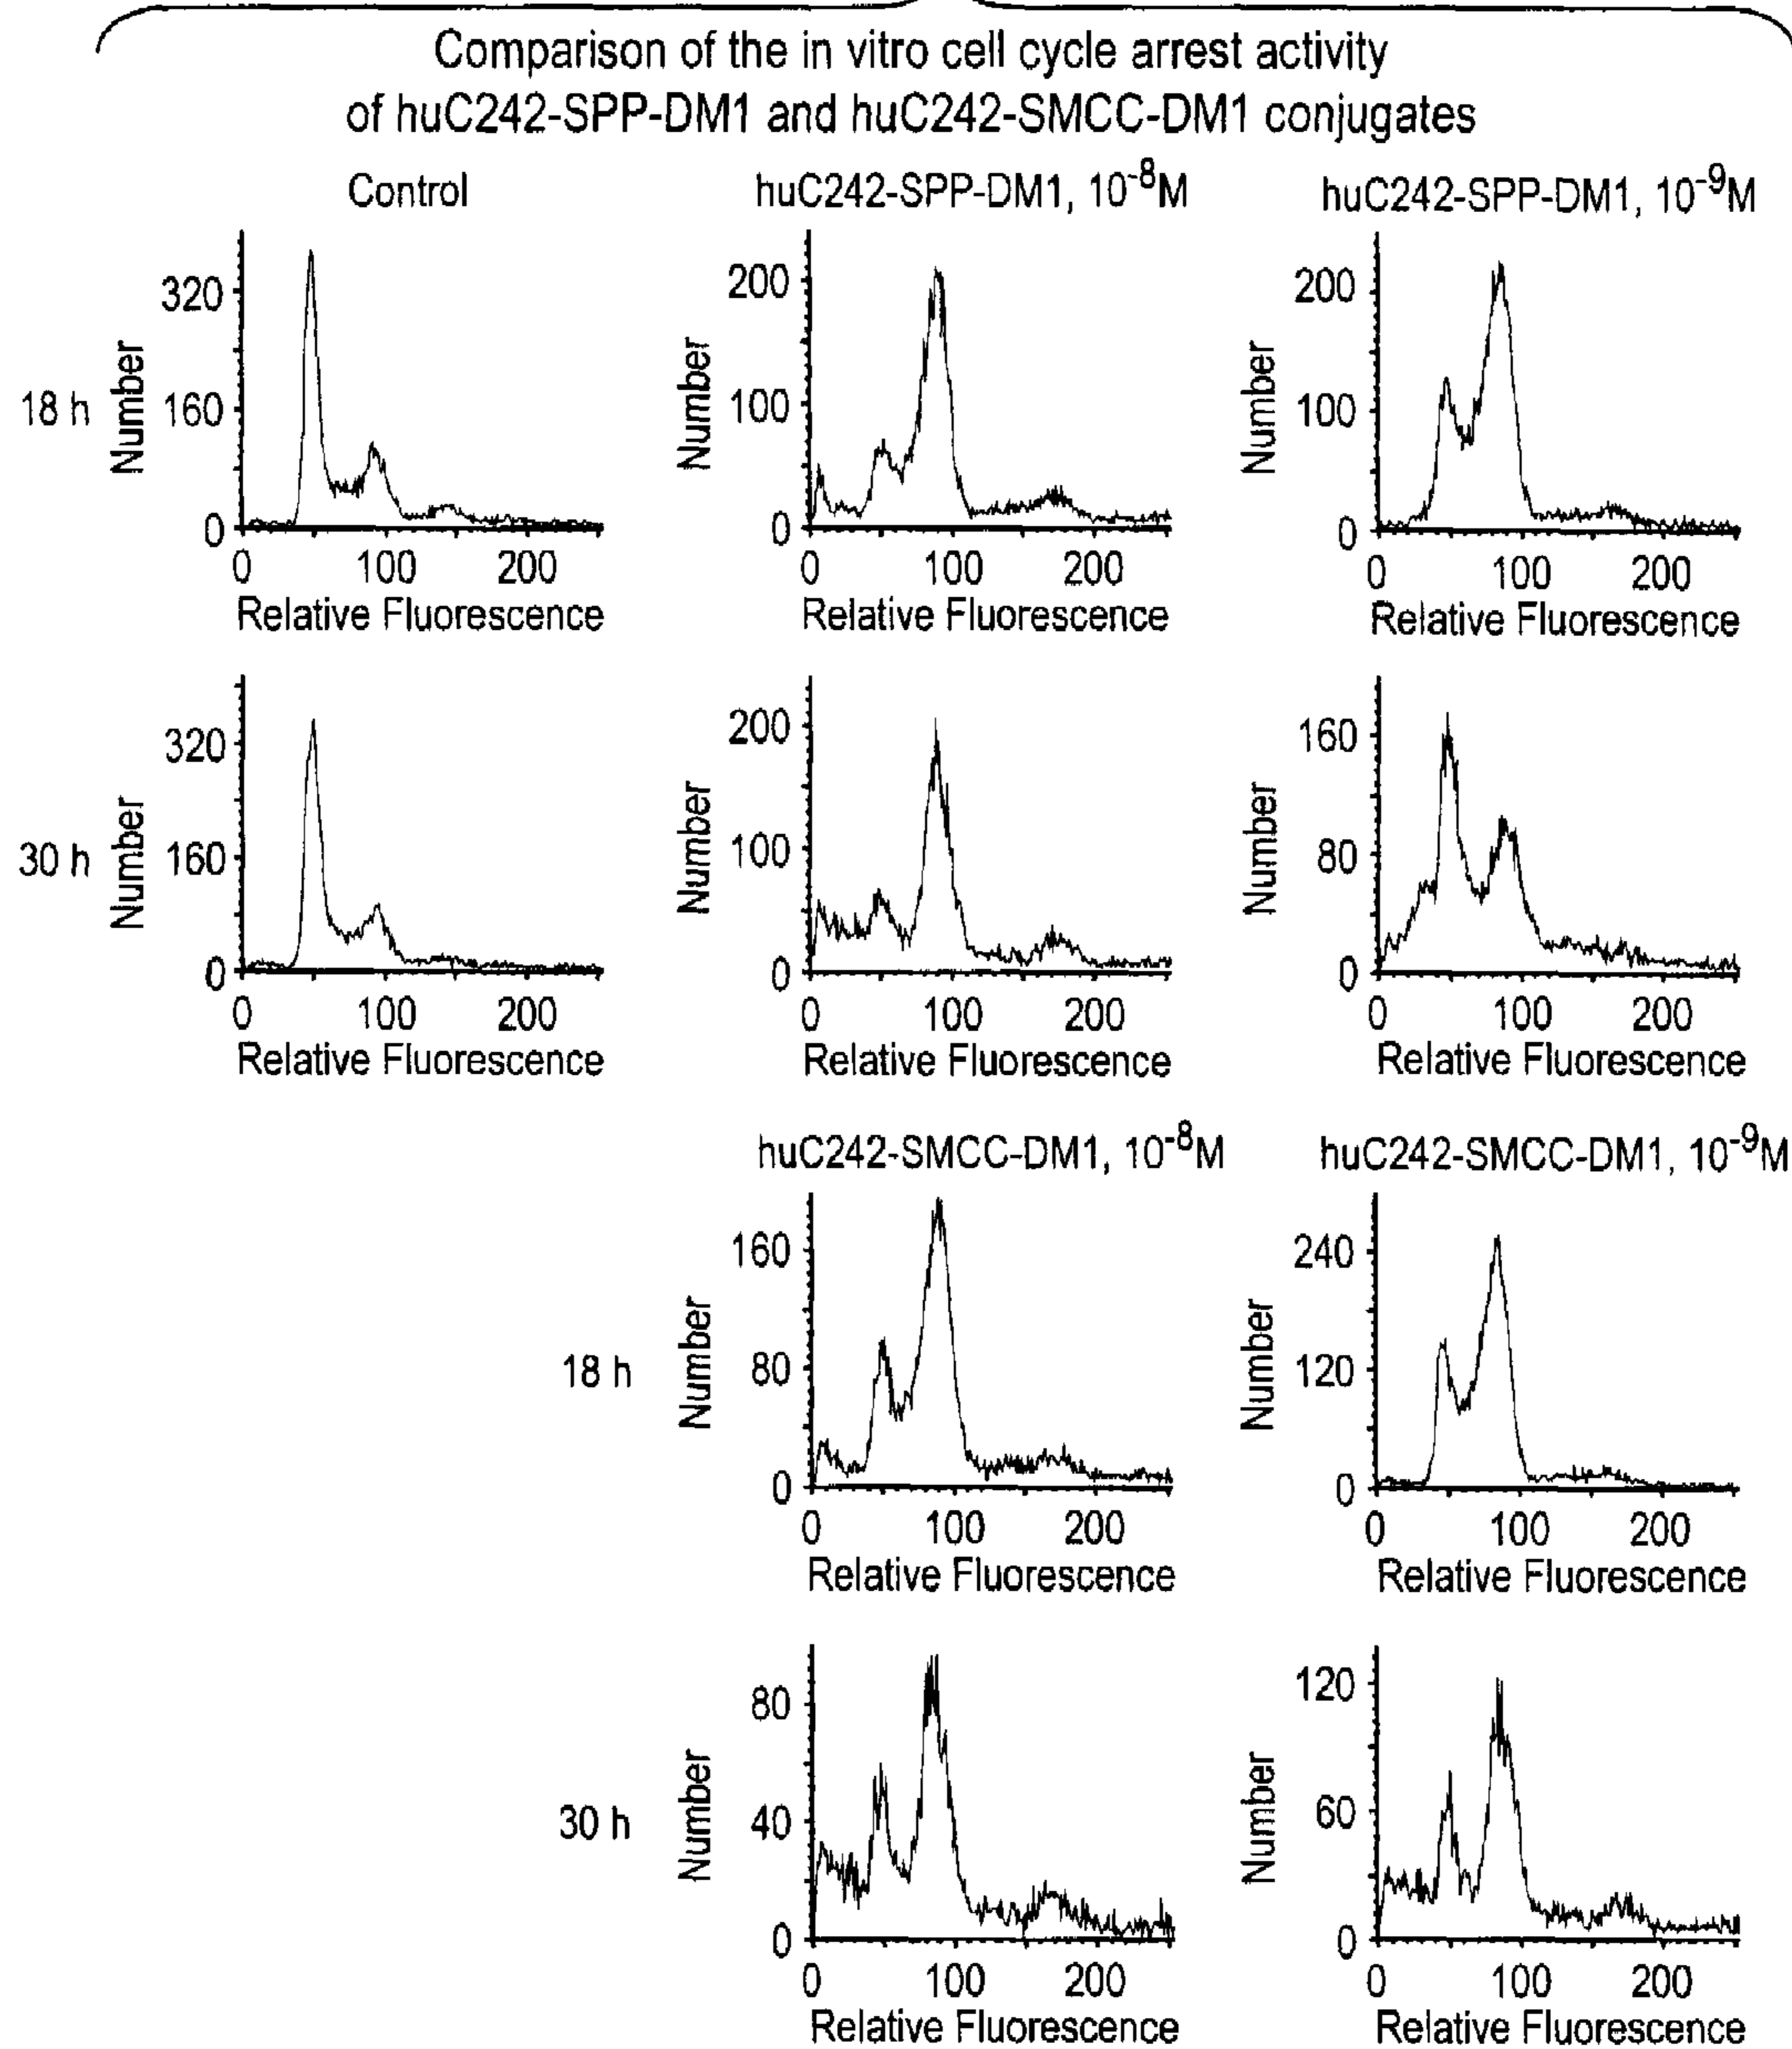 Comparison of the in vitro cell cycle arrest activity
of huC242-SPP-DM1 and huC242-SMCC-DM1 conjugates
Control
huC242-SPP-DM1, 10⁻⁸M
huC242-SPP-DM1, 10⁻⁹M
18 h
Number
320
160
0
0 100 200
Relative Fluorescence
Number
200
100
0
0 100 200
Relative Fluorescence
Number
200
100
0
0 100 200
Relative Fluorescence
30 h
Number
320
160
0
0 100 200
Relative Fluorescence
Number
200
100
0
0 100 200
Relative Fluorescence
Number
160
80
0
0 100 200
Relative Fluorescence
huC242-SMCC-DM1, 10⁻⁸M
huC242-SMCC-DM1, 10⁻⁹M
18 h
Number
160
80
0
0 100 200
Relative Fluorescence
Number
240
120
0
0 100 200
Relative Fluorescence
30 h
Number
80
40
0
0 100 200
Relative Fluorescence
Number
120
60
0
0 100 200
Relative Fluorescence